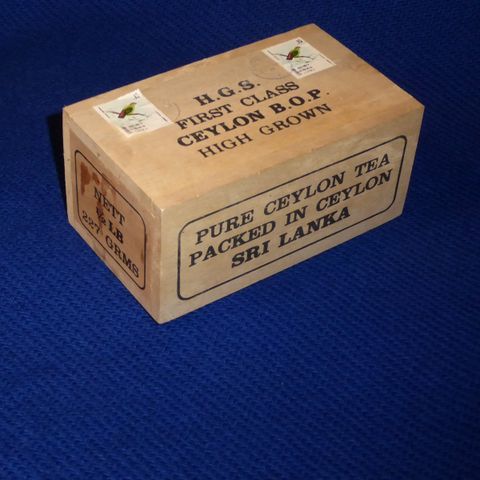 H.G.S.
FIRST CLASS
CEYLON B.O.P.
HIGH GROWN
PURE CEYLON TEA
PACKED IN CEYLON
SRI LANKA
NETT
½ LB
227 GRMS